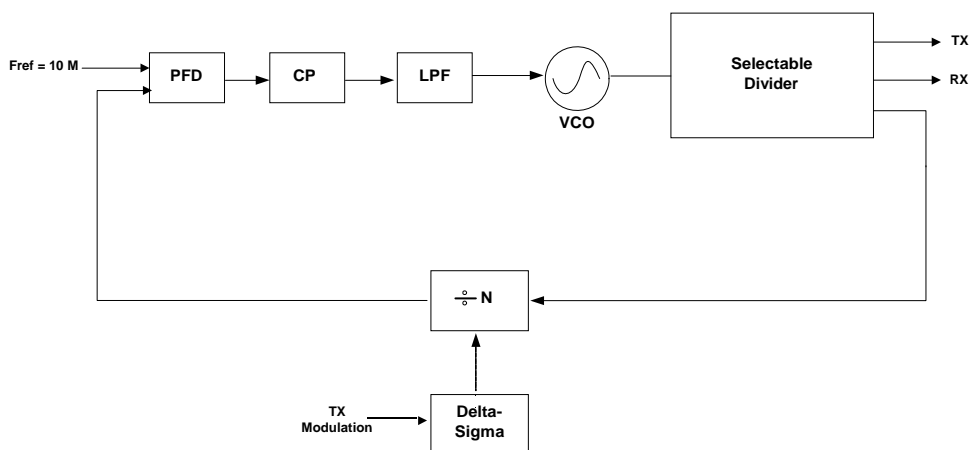 Fref = 10 M
PFD
CP
LPF
VCO
Selectable
Divider
TX
RX
÷ N
TX
Modulation
Delta-
Sigma